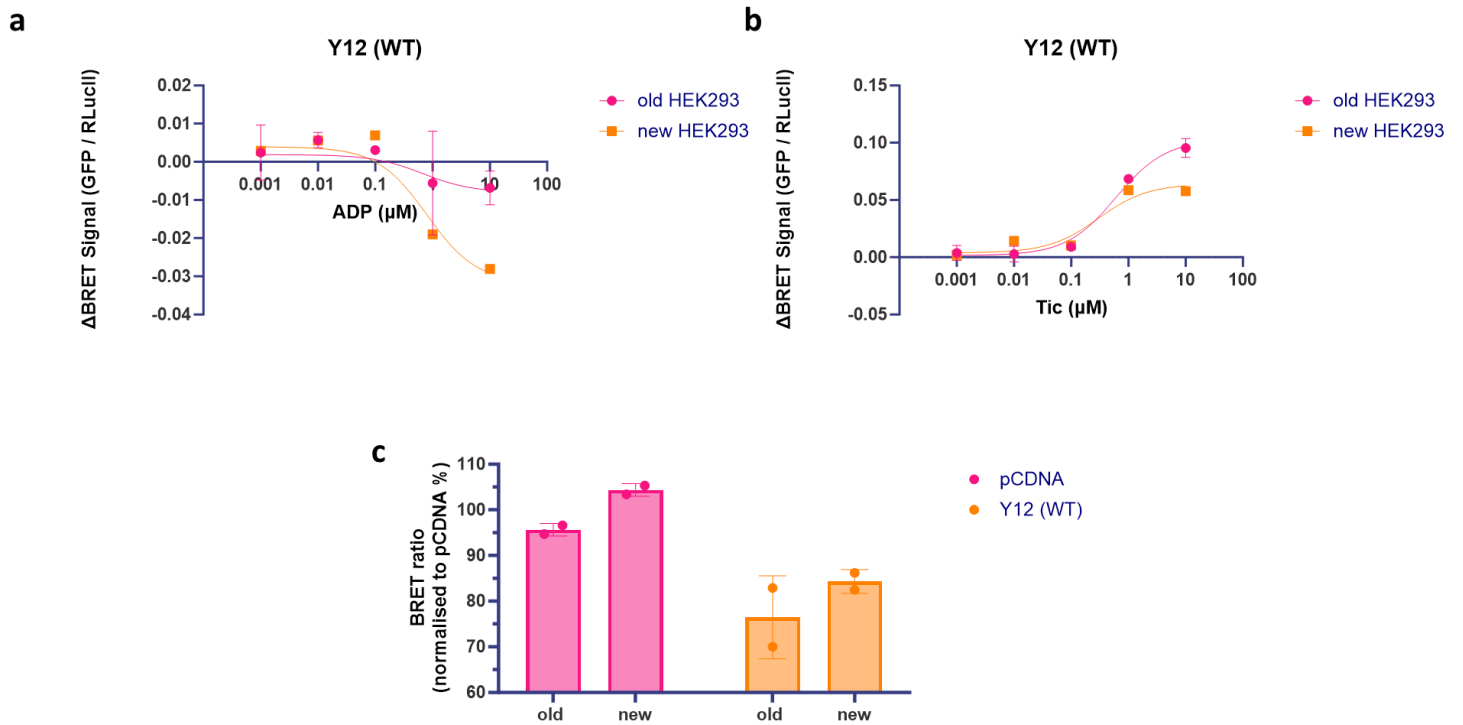 a
Y12 (WT)
ΔBRET Signal (GFP / RLucII)
0.02
0.01
0.00
-0.01
-0.02
-0.03
-0.04
0.001 0.01 0.1 10 100
ADP (μM)
old HEK293
new HEK293
b
Y12 (WT)
ΔBRET Signal (GFP / RLucII)
0.15
0.10
0.05
0.00
-0.05
0.001 0.01 0.1 1 10 100
Tic (μM)
old HEK293
new HEK293
c
BRET ratio
(normalised to pCDNA %)
110
100
90
80
70
60
old new old new
pCDNA
Y12 (WT)